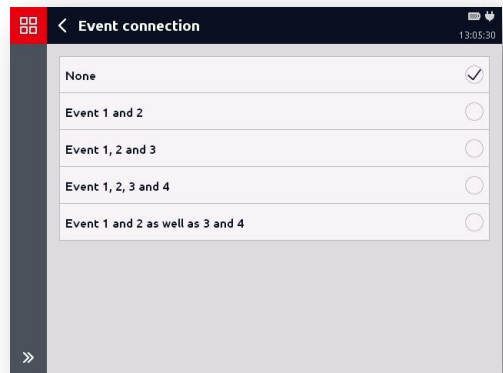 Event connection
13:05:30
None
Event 1 and 2
Event 1, 2 and 3
Event 1, 2, 3 and 4
Event 1 and 2 as well as 3 and 4